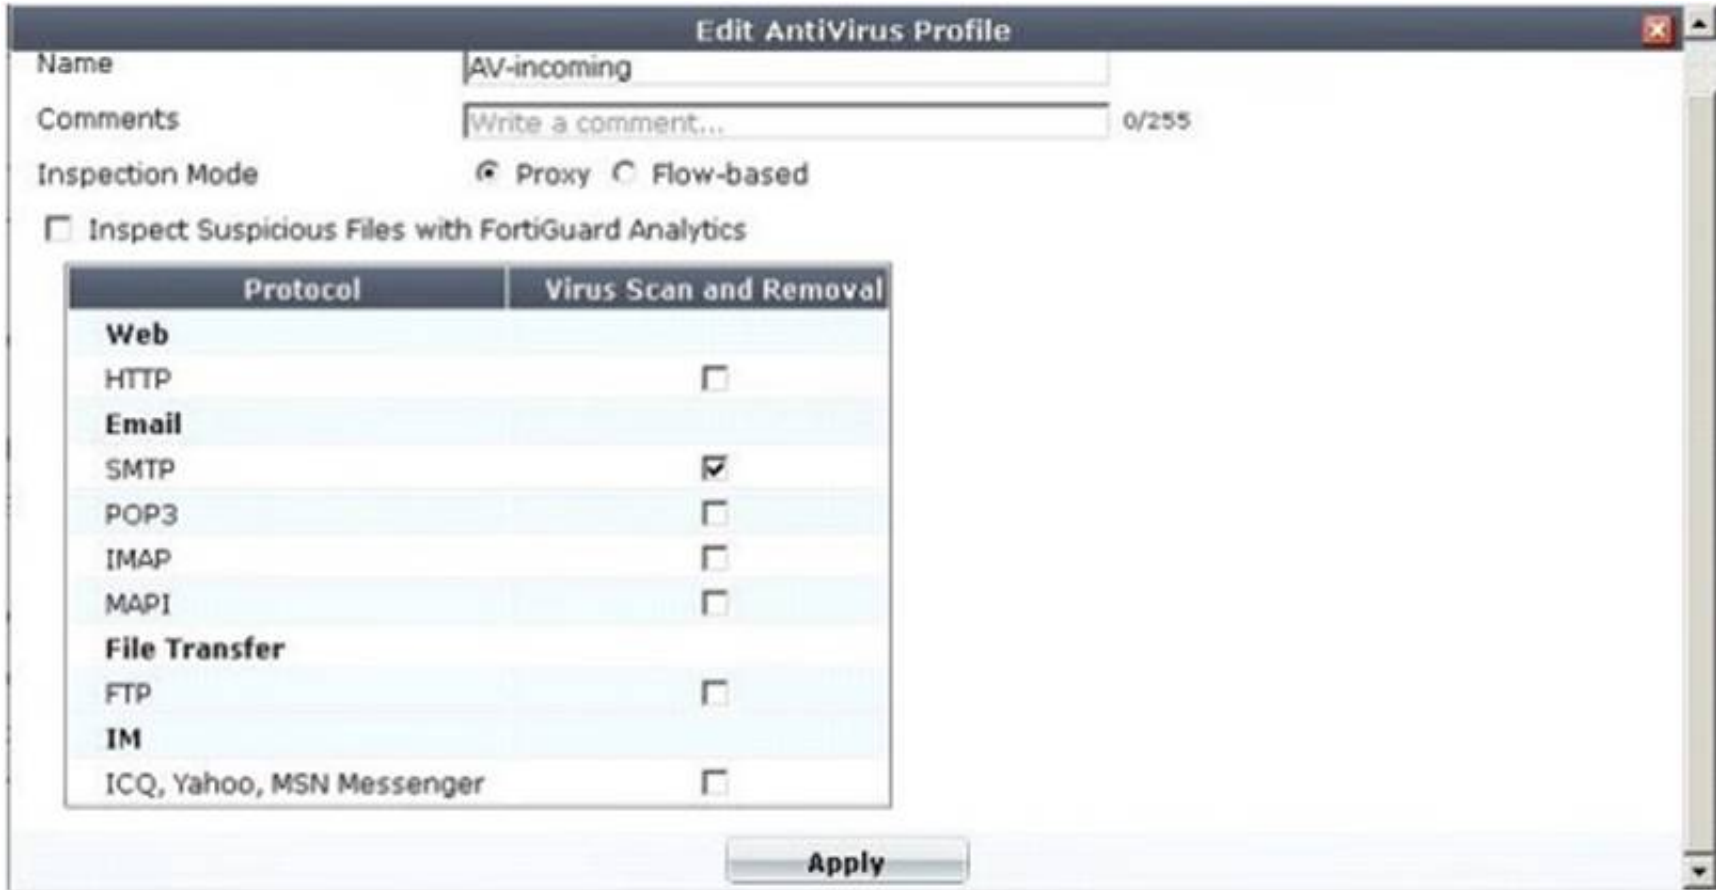 Edit AntiVirus Profile
Name AV-incoming
Comments Write a comment... 0/255
Inspection Mode Proxy Flow-based
Inspect Suspicious Files with FortiGuard Analytics
Protocol Virus Scan and Removal
Web
HTTP
Email
SMTP
POP3
IMAP
MAPI
File Transfer
FTP
IM
ICQ, Yahoo, MSN Messenger
Apply